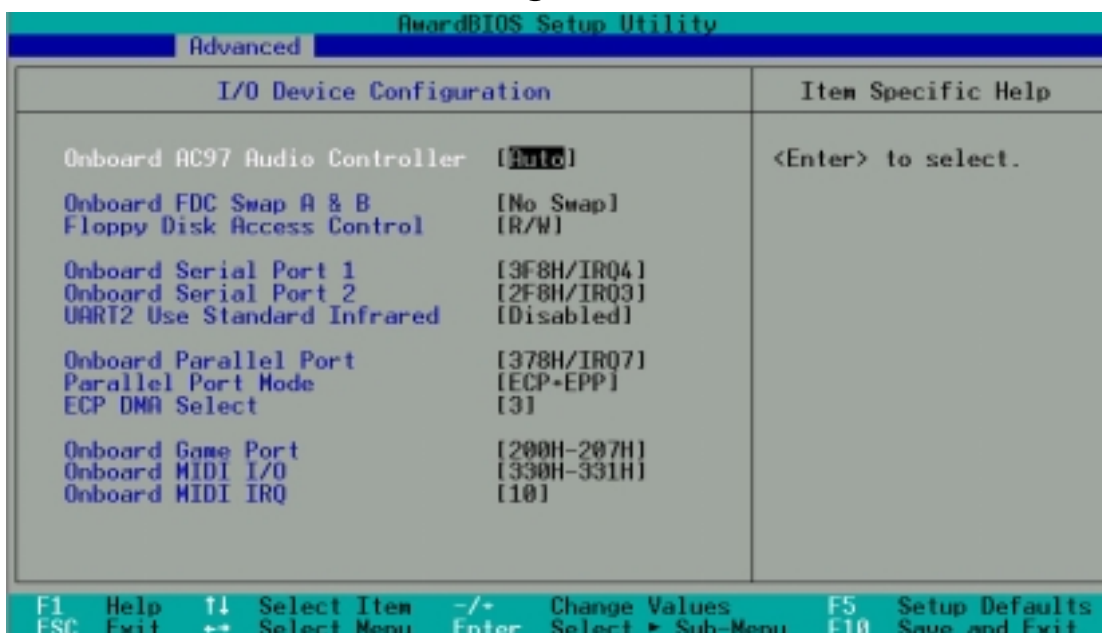 AwardBIOS Setup Utility
Advanced
I/O Device Configuration
Item Specific Help
Onboard AC97 Audio Controller [Auto]
<Enter> to select.
Onboard FDC Swap A & B [No Swap]
Floppy Disk Access Control [R/W]
Onboard Serial Port 1 [3F8H/IRQ4]
Onboard Serial Port 2 [2F8H/IRQ3]
UART2 Use Standard Infrared [Disabled]
Onboard Parallel Port [378H/IRQ7]
Parallel Port Mode [ECP+EPP]
ECP DMA Select [3]
Onboard Game Port [200H-207H]
Onboard MIDI I/O [330H-331H]
Onboard MIDI IRQ [10]
F1 Help ↑↓ Select Item -/+ Change Values F5 Setup Defaults
ESC Exit ←→ Select Menu Enter Select ► Sub-Menu F10 Save and Exit